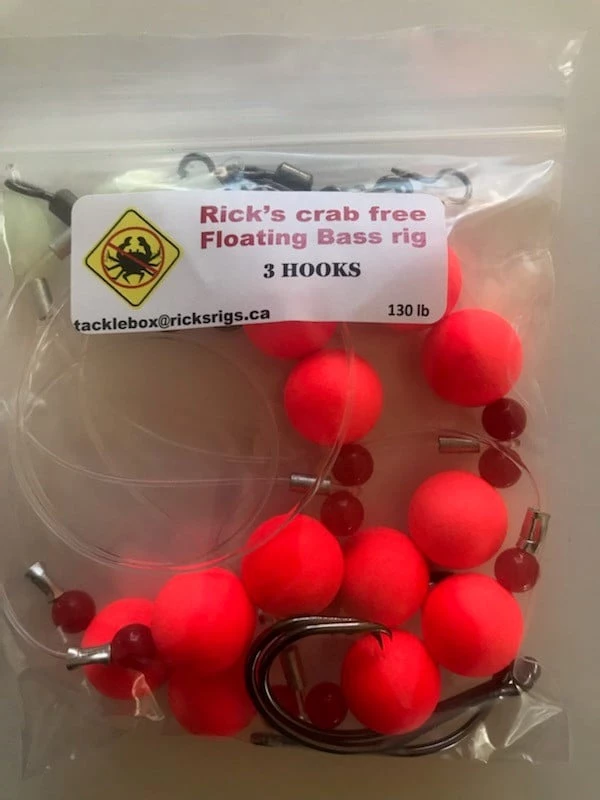 Rick's crab free
Floating Bass rig
3 HOOKS
tacklebox@ricksrigs.ca
130 lb